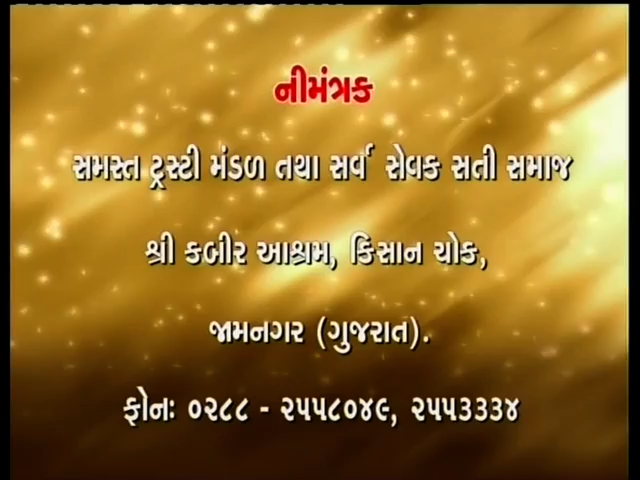 નીમંત્રક
સમસ્ત ટ્રસ્ટી મંડળ તથા સર્વ સેવક સતી સમાજ
શ્રી કબીર આશ્રમ, કિસાન ચોક,
જામનગર (ગુજરાત).
ફોનઃ ૦૨૮૮ - ૨૫૫૮૦૪૯, ૨૫૫૩૩૩૪